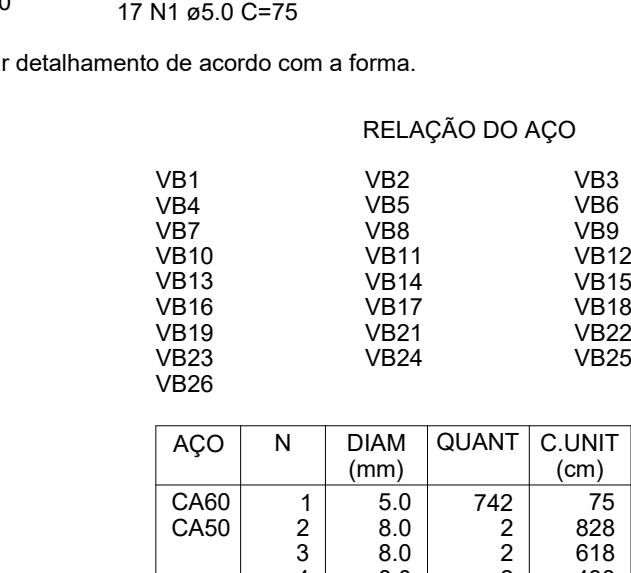 17 N1 ø5.0 C=75
r detalhamento de acordo com a forma.
RELAÇÃO DO AÇO
VB1 VB2 VB3
VB4 VB5 VB6
VB7 VB8 VB9
VB10 VB11 VB12
VB13 VB14 VB15
VB16 VB17 VB18
VB19 VB21 VB22
VB23 VB24 VB25
VB26
AÇO N DIAM QUANT C.UNIT
(mm) (cm)
CA60 1 5.0 742 75
CA50 2 8.0 2 828
3 8.0 2 618